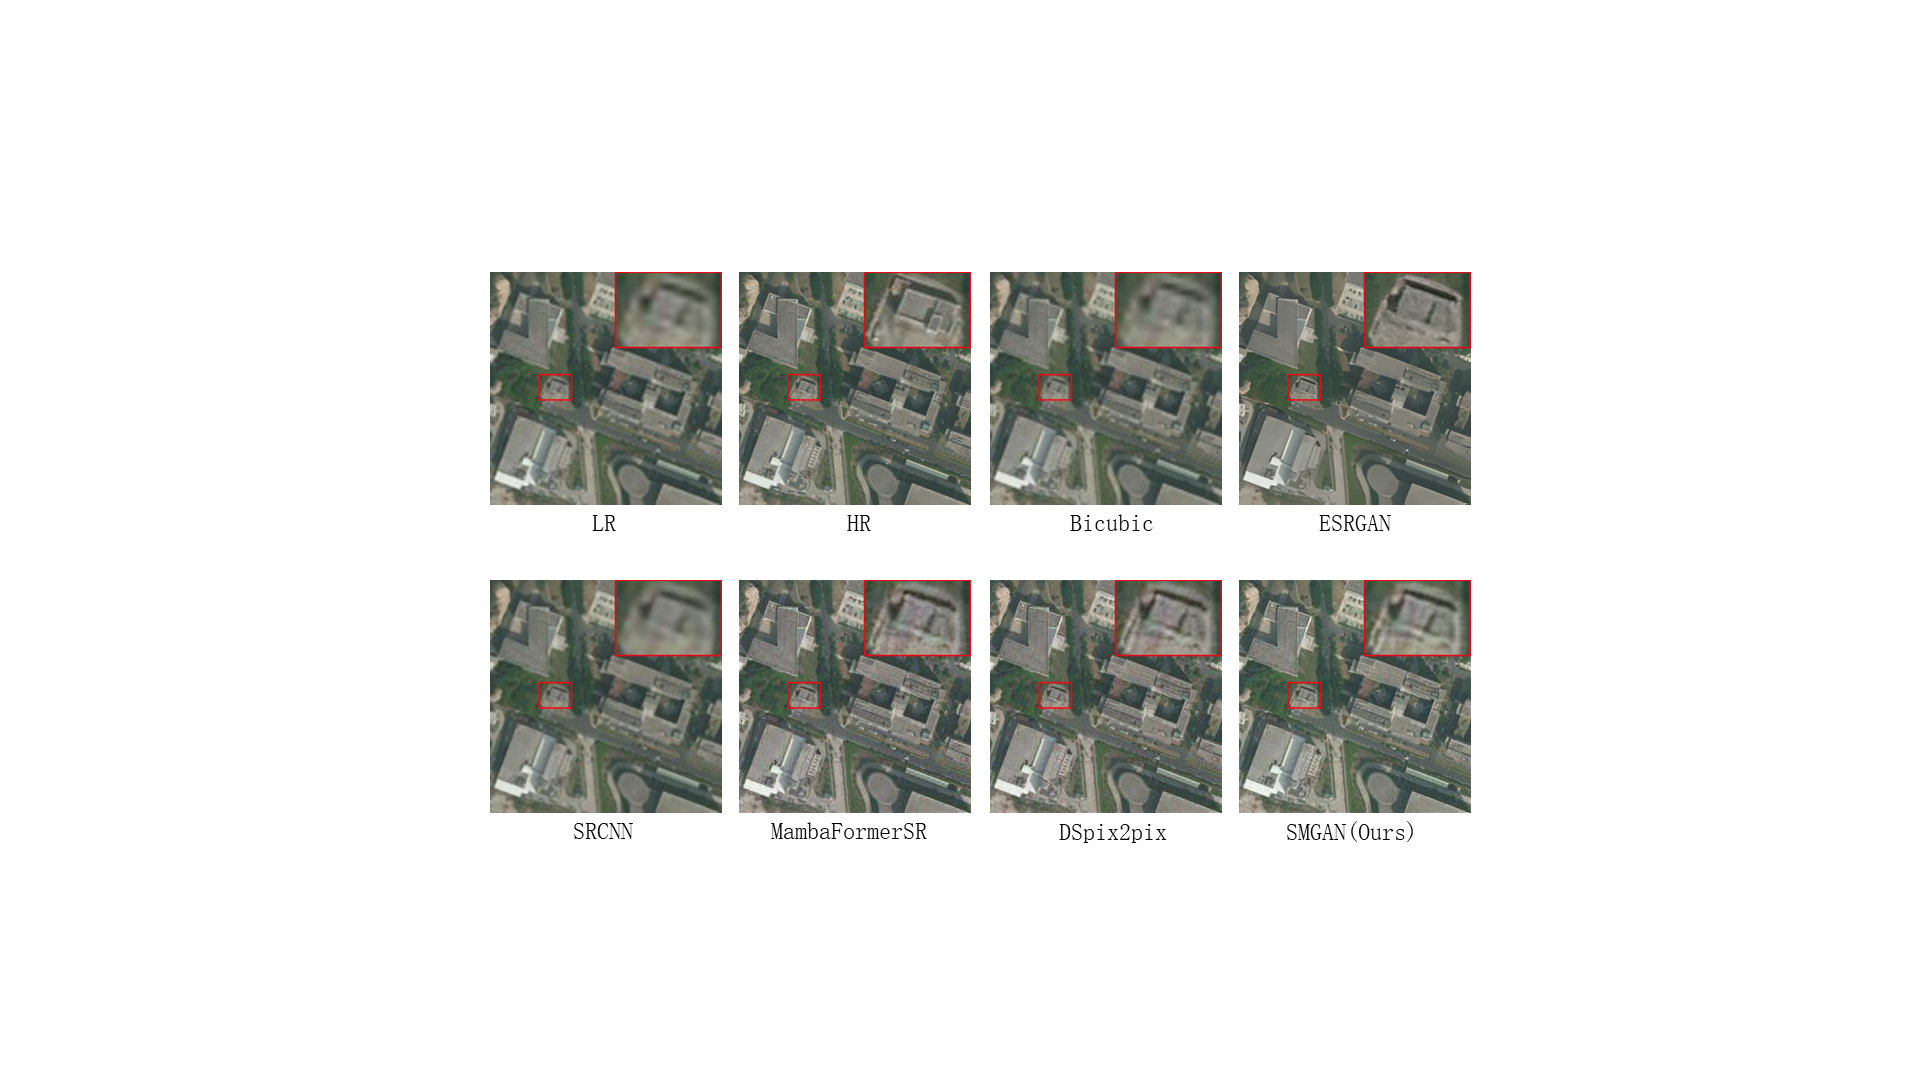 LR
HR
Bicubic
ESRGAN
SRCNN
MambaFormerSR
DSpix2pix
SMGAN(Ours)